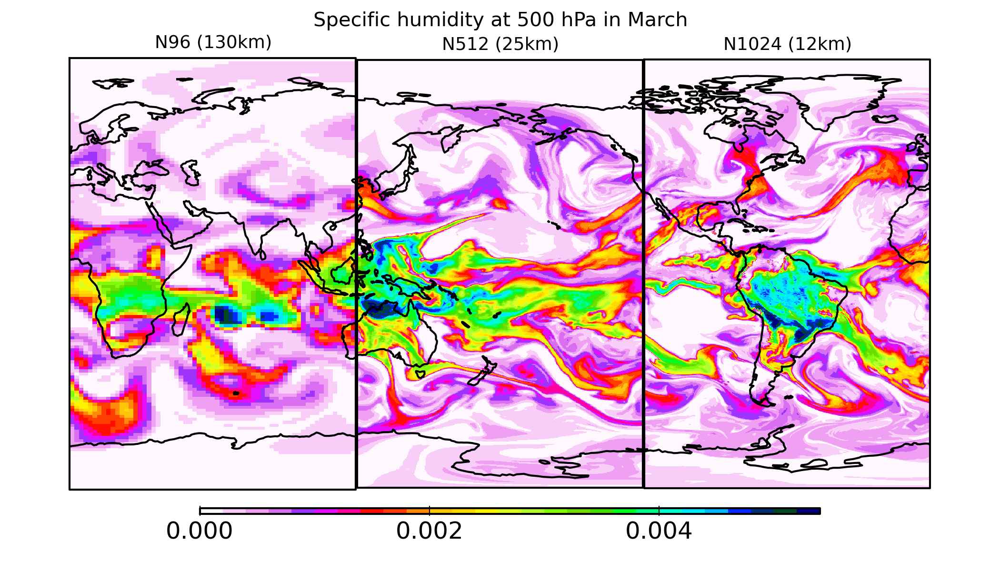 Specific humidity at 500 hPa in March
N96 (130km)
N512 (25km)
N1024 (12km)
0.000
0.002
0.004